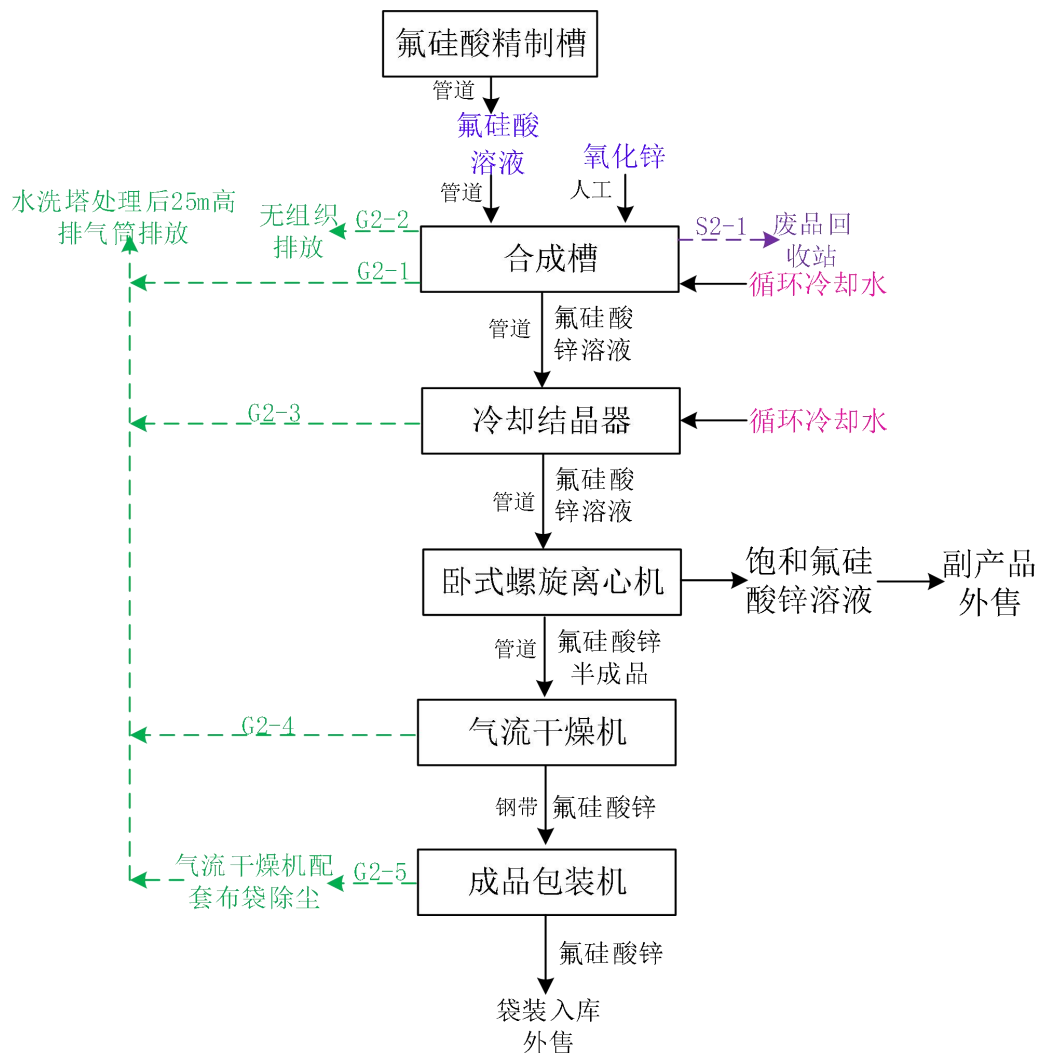 氟硅酸精制槽
管道
氟硅酸
溶液
氧化锌
管道
人工
水洗塔处理后25m高
排气筒排放
无组织
排放
G2-2
合成槽
S2-1
废品回
收站
G2-1
循环冷却水
管道
氟硅酸
锌溶液
G2-3
冷却结晶器
循环冷却水
管道
氟硅酸
锌溶液
卧式螺旋离心机
饱和氟硅
酸锌溶液
副产品
外售
管道
氟硅酸锌
半成品
G2-4
气流干燥机
钢带
氟硅酸锌
气流干燥机配
套布袋除尘
G2-5
成品包装机
氟硅酸锌
袋装入库
外售